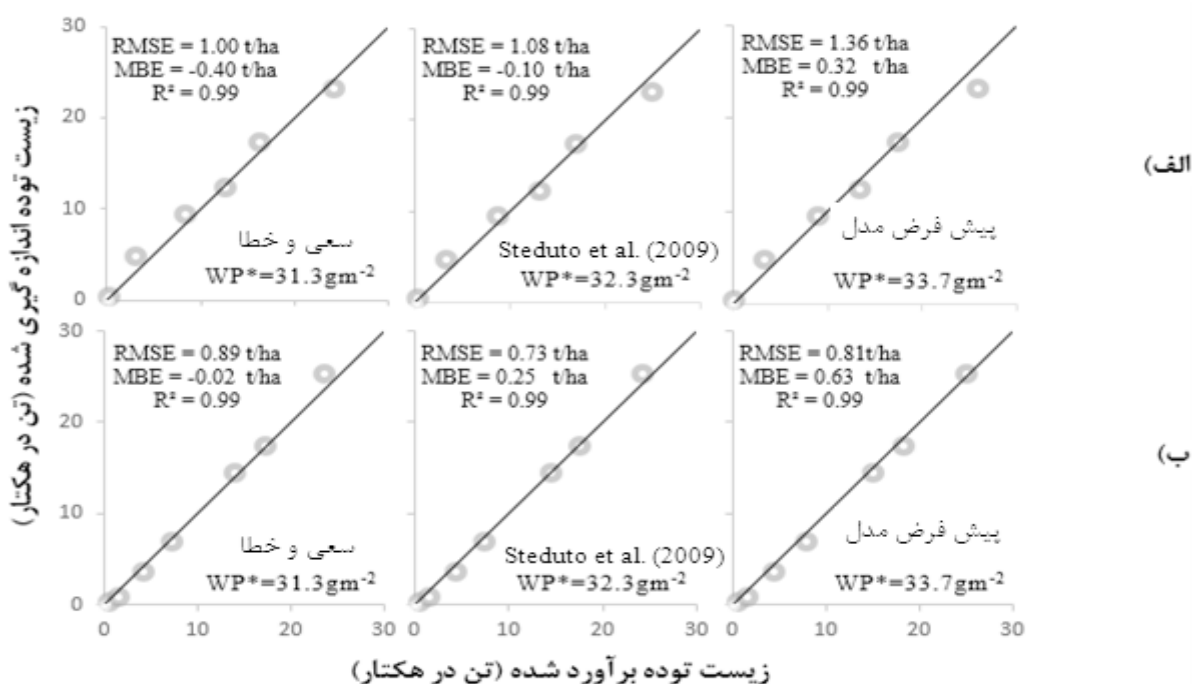 زیست توده اندازه گیری شده (تن در هکتار)
30
20
10
0
RMSE = 1.00 t/ha
MBE = -0.40 t/ha
R² = 0.99
سعی و خطا
WP*=31.3gm⁻²
RMSE = 1.08 t/ha
MBE = -0.10 t/ha
R² = 0.99
Steduto et al. (2009)
WP*=32.3gm⁻²
RMSE = 1.36 t/ha
MBE = 0.32 t/ha
R² = 0.99
پیش فرض مدل
WP*=33.7gm⁻²
الف)
30
20
10
0
RMSE = 0.89 t/ha
MBE = -0.02 t/ha
R² = 0.99
سعی و خطا
WP*=31.3gm⁻²
RMSE = 0.73 t/ha
MBE = 0.25 t/ha
R² = 0.99
Steduto et al. (2009)
WP*=32.3gm⁻²
RMSE = 0.81t/ha
MBE = 0.63 t/ha
R² = 0.99
پیش فرض مدل
WP*=33.7gm⁻²
ب)
0 10 20 30 0 10 20 30 0 10 20 30
زیست توده برآورد شده (تن در هکتار)